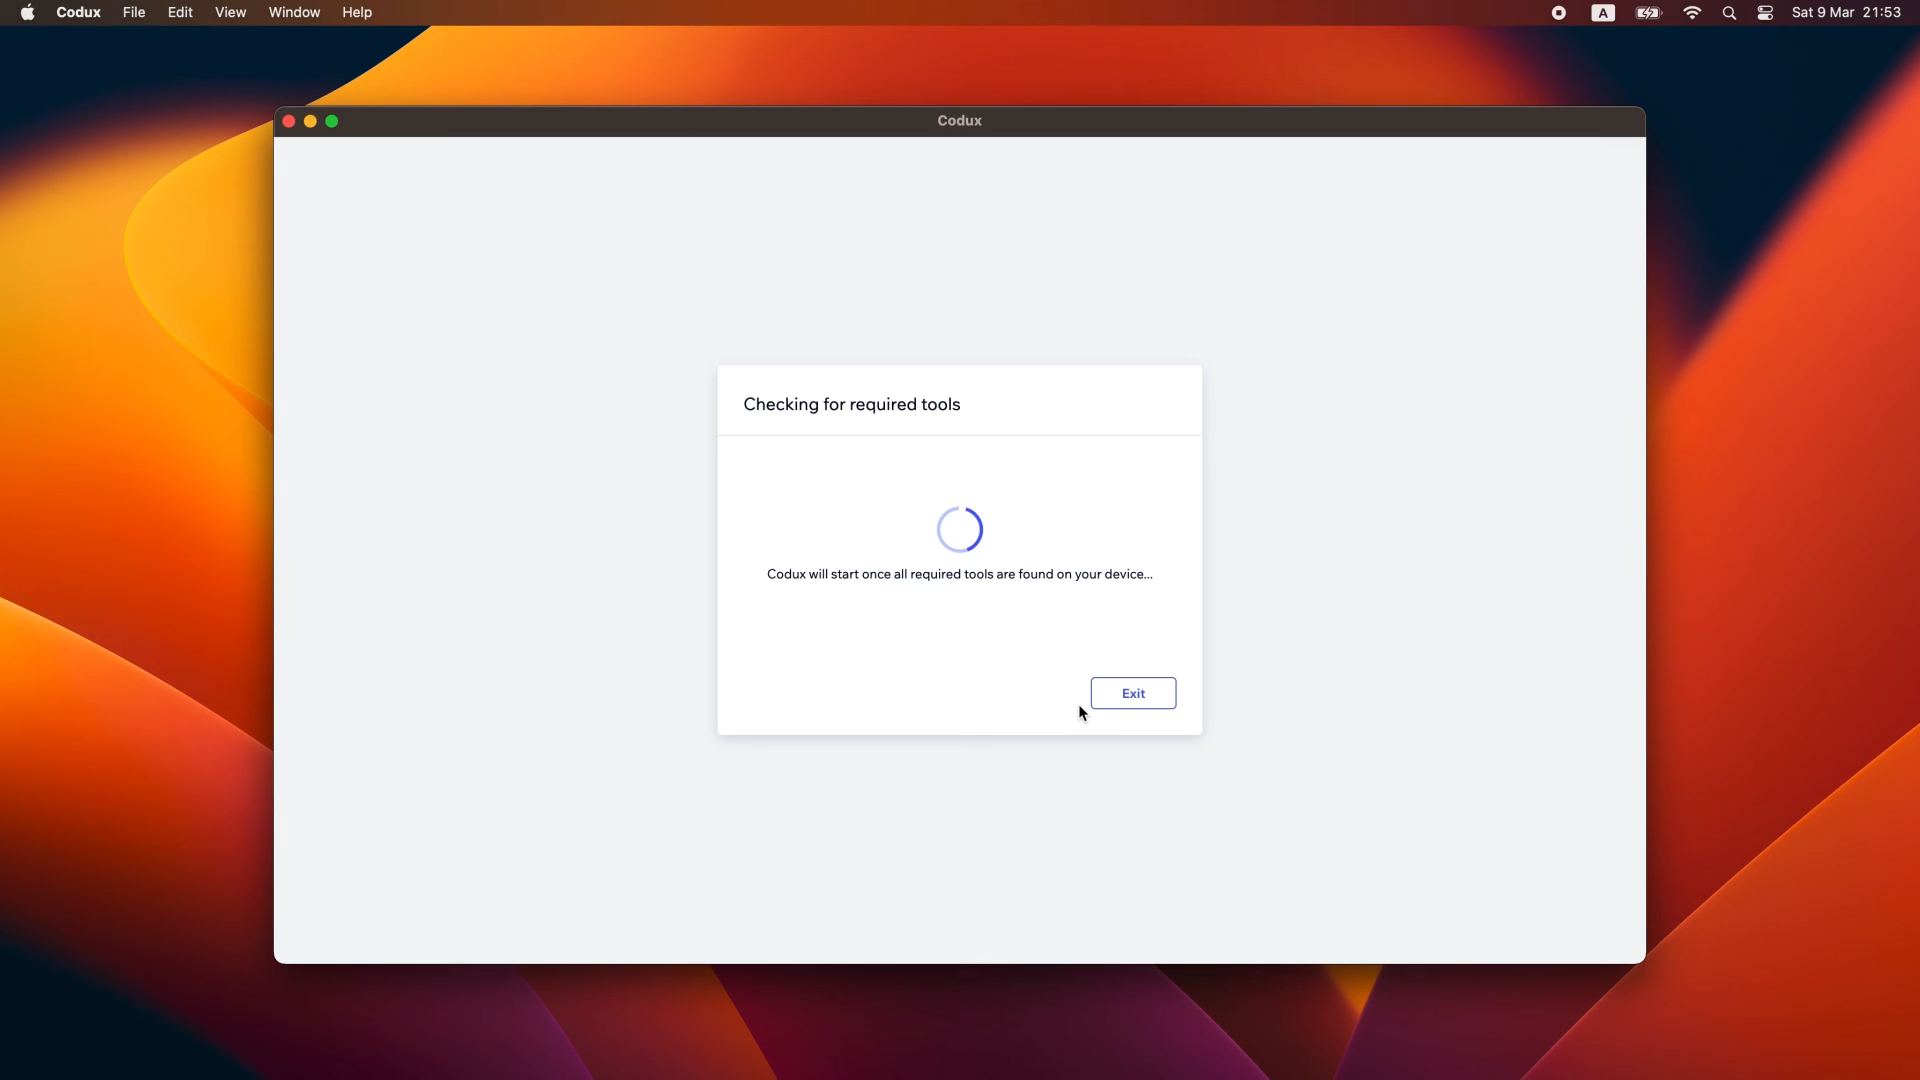 Codux File Edit View Window Help A Sat 9 Mar 21:53
Codux
Checking for required tools
Codux will start once all required tools are found on your device...
Exit